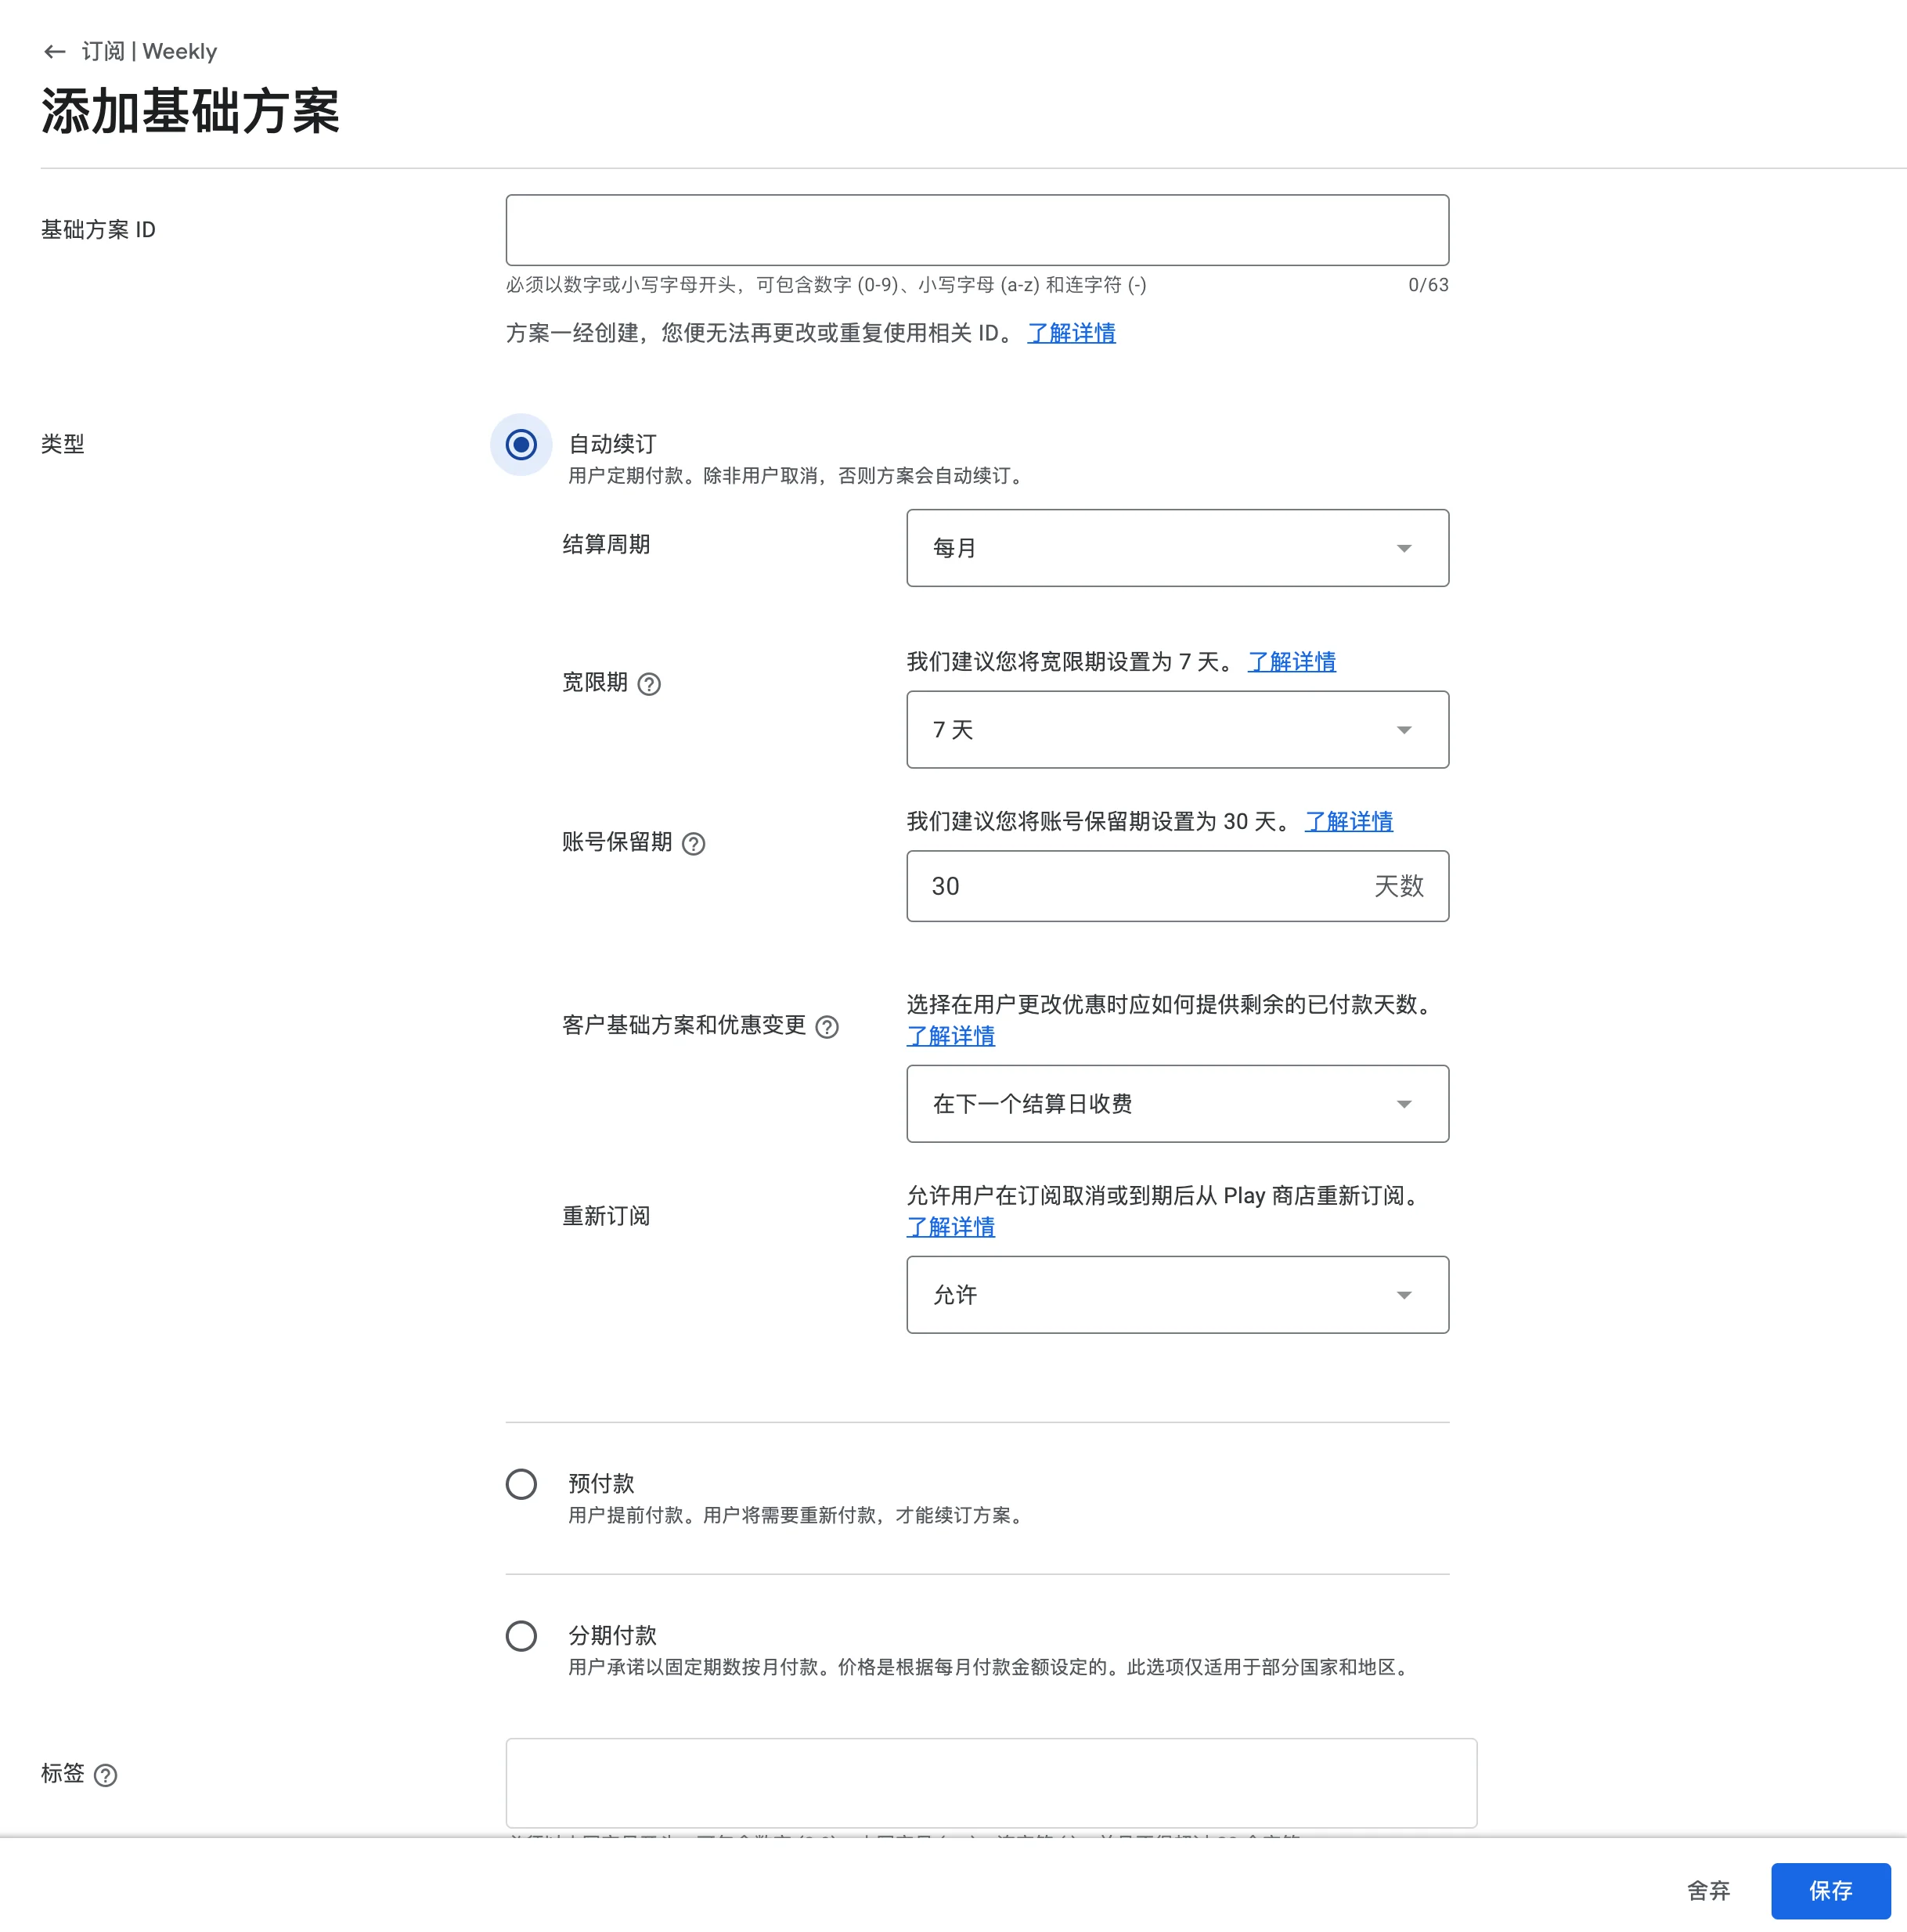 订阅 | Weekly
添加基础方案
基础方案 ID
必须以数字或小写字母开头，可包含数字 (0-9)、小写字母 (a-z) 和连字符 (-)
0/63
方案一经创建，您便无法再更改或重复使用相关 ID。 了解详情
类型
自动续订
用户定期付款。除非用户取消，否则方案会自动续订。
结算周期
每月
我们建议您将宽限期设置为 7 天。 了解详情
宽限期
7 天
我们建议您将账号保留期设置为 30 天。 了解详情
账号保留期
30
天数
选择在用户更改优惠时应如何提供剩余的已付款天数。
客户基础方案和优惠变更
了解详情
在下一个结算日收费
允许用户在订阅取消或到期后从 Play 商店重新订阅。
重新订阅
了解详情
允许
预付款
用户提前付款。用户将需要重新付款，才能续订方案。
分期付款
用户承诺以固定期数按月付款。价格是根据每月付款金额设定的。此选项仅适用于部分国家和地区。
标签
舍弃
保存